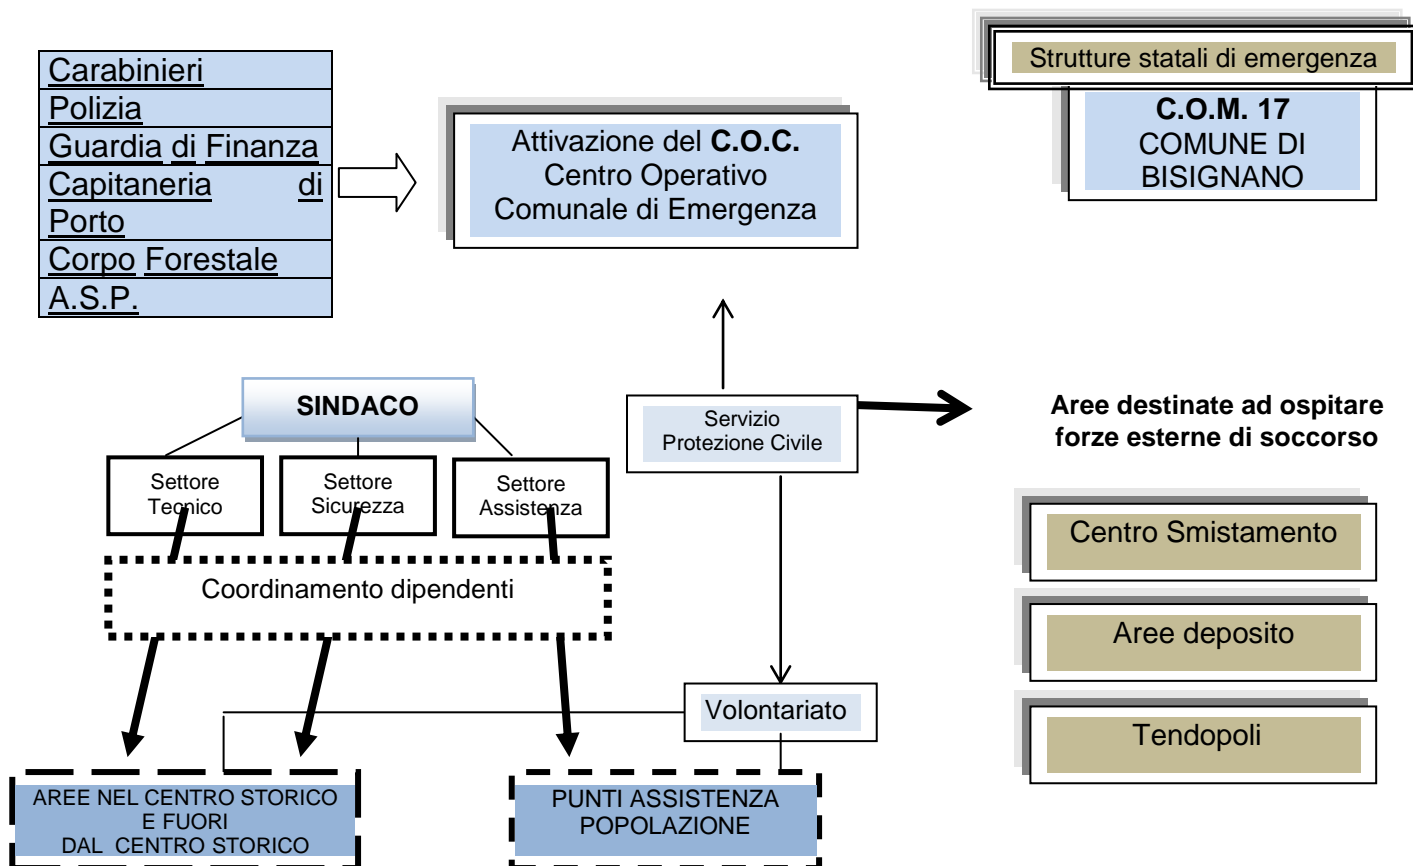 Carabinieri
Polizia
Guardia di Finanza
Capitaneria di
Porto
Corpo Forestale
A.S.P.
Attivazione del C.O.C.
Centro Operativo
Comunale di Emergenza
Strutture statali di emergenza
C.O.M. 17
COMUNE DI
BISIGNANO
SINDACO
Settore
Tecnico
Settore
Sicurezza
Settore
Assistenza
Servizio
Protezione Civile
Aree destinate ad ospitare
forze esterne di soccorso
Coordinamento dipendenti
Centro Smistamento
Aree deposito
Tendopoli
Volontariato
AREE NEL CENTRO STORICO
E FUORI
DAL CENTRO STORICO
PUNTI ASSISTENZA
POPOLAZIONE